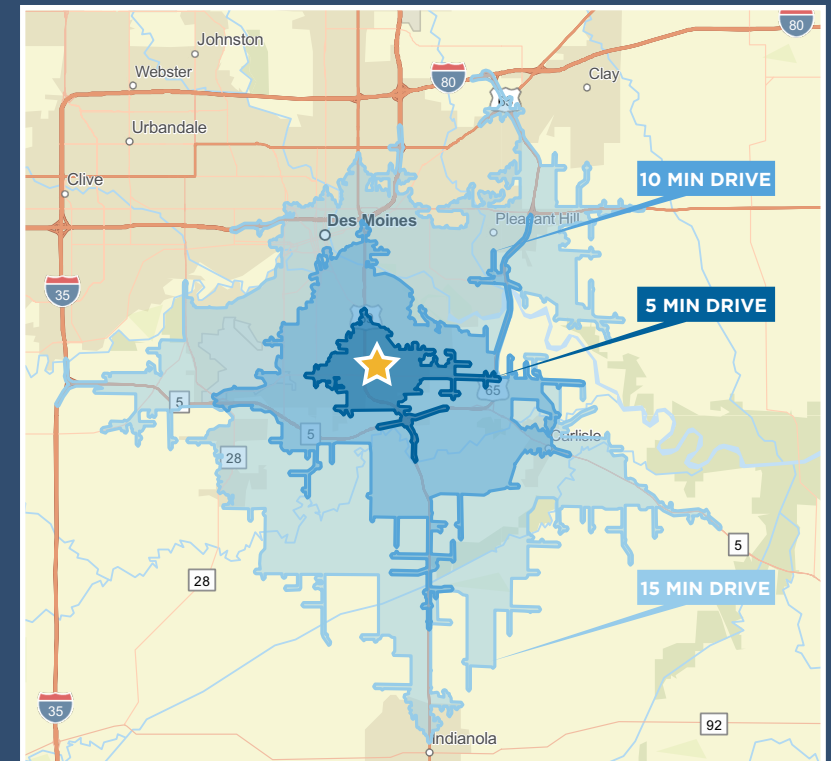 80
Johnston
Webster
80
Clay
Urbandale
Clive
10 MIN DRIVE
Des Moines
Pleasant Hill
35
5 MIN DRIVE
5
65
5
Carlisle
28
5
28
15 MIN DRIVE
35
92
Indianola